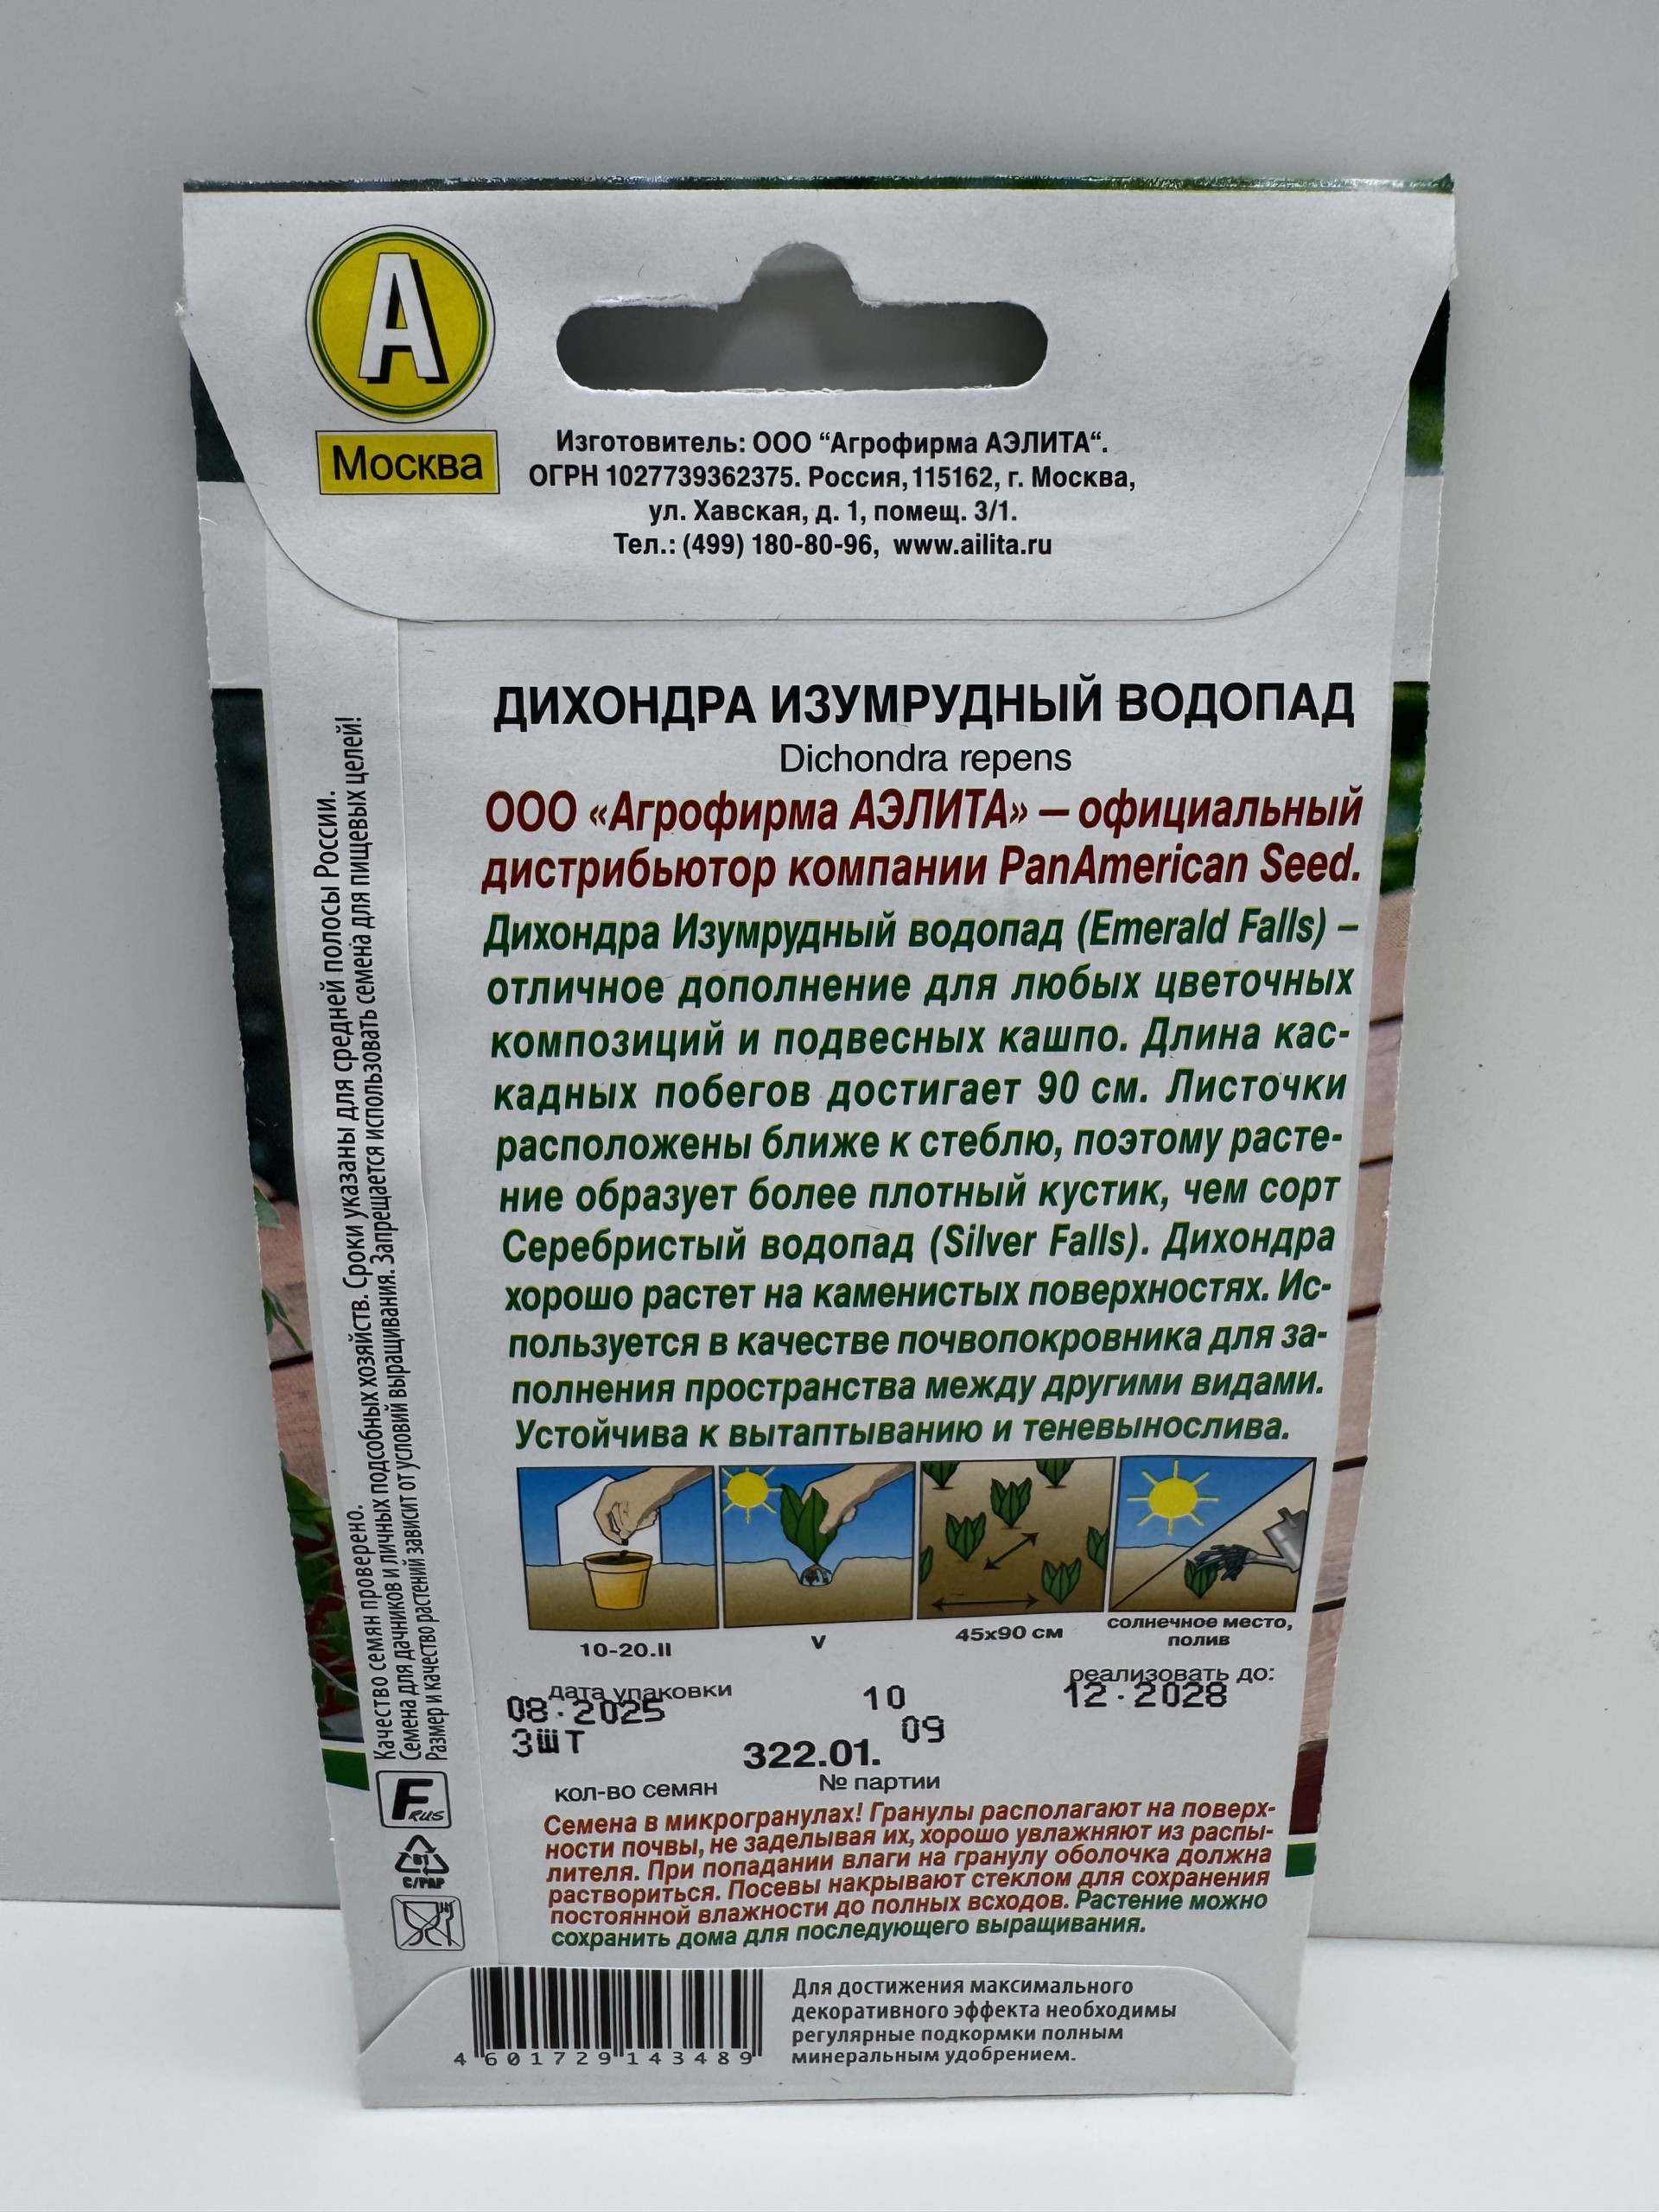 А
Москва
Изготовитель: ООО “Агрофирма АЭЛИТА“.
ОГРН 1027739362375. Россия, 115162, г. Москва,
ул. Хавская, д. 1, помещ. 3/1.
Тел.: (499) 180-80-96, www.ailita.ru
ДИХОНДРА ИЗУМРУДНЫЙ ВОДОПАД
Dichondra repens
ООО «Агрофирма АЭЛИТА» – официальный
дистрибьютор компании PanAmerican Seed.
Дихондра Изумрудный водопад (Emerald Falls) –
отличное дополнение для любых цветочных
композиций и подвесных кашпо. Длина кас-
кадных побегов достигает 90 см. Листочки
расположены ближе к стеблю, поэтому расте-
ние образует более плотный кустик, чем сорт
Серебристый водопад (Silver Falls). Дихондра
хорошо растет на каменистых поверхностях. Ис-
пользуется в качестве почвопокровника для за-
полнения пространства между другими видами.
Устойчива к вытаптыванию и теневынослива.
10-20.II
V
45х90 см
солнечное место,
полив
дата упаковки
08.2025
10
реализовать до:
12.2028
3шт
09
322.01.
кол-во семян
№ партии
Семена в микрогранулах! Гранулы располагают на поверх-
ности почвы, не заделывая их, хорошо увлажняют из распы-
лителя. При попадании влаги на гранулу оболочка должна
раствориться. Посевы накрывают стеклом для сохранения
постоянной влажности до полных всходов. Растение можно
сохранить дома для последующего выращивания.
4 601729 143489
Для достижения максимального
декоративного эффекта необходимы
регулярные подкормки полным
минеральным удобрением.
Качество семян проверено.
Семена для дачников и личных подсобных хозяйств. Сроки указаны для средней полосы России.
Размер и качество растений зависит от условий выращивания. Запрещается использовать семена для пищевых целей!
F RUS
81
C/PAP